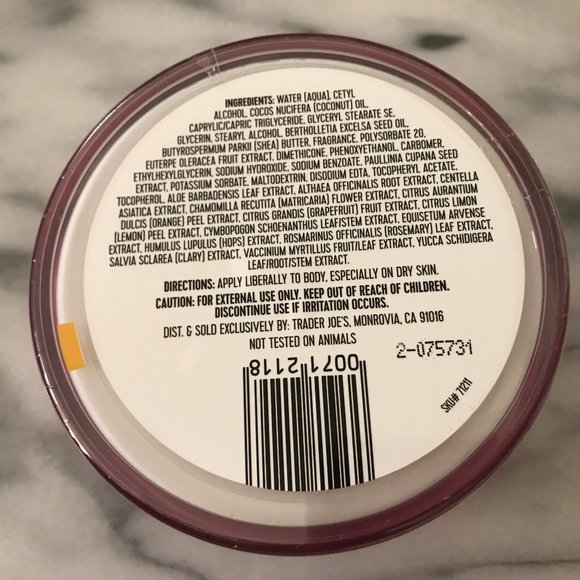 INGREDIENTS: WATER (AQUA), CETYL
ALCOHOL, COCOS NUCIFERA (COCONUT) OIL,
CAPRYLIC/CAPRIC TRIGLYCERIDE, GLYCERYL STEARATE SE,
GLYCERIN, STEARYL ALCOHOL, BERTHOLLETIA EXCELSA SEED OIL,
BUTYROSPERMUM PARKII (SHEA) BUTTER, FRAGRANCE, POLYSORBATE 20,
EUTERPE OLERACEA FRUIT EXTRACT, DIMETHICONE, PHENOXYETHANOL, CARBOMER,
ETHYLHEXYLGLYCERIN, SODIUM HYDROXIDE, SODIUM BENZOATE, PAULLINIA CUPANA SEED
EXTRACT, POTASSIUM SORBATE, MALTODEXTRIN, DISODIUM EDTA, TOCOPHERYL ACETATE,
TOCOPHEROL, ALOE BARBADENSIS LEAF EXTRACT, ALTHAEA OFFICINALIS ROOT EXTRACT, CENTELLA
ASIATICA EXTRACT, CHAMOMILLA RECUTITA (MATRICARIA) FLOWER EXTRACT, CITRUS AURANTIUM
DULCIS (ORANGE) PEEL EXTRACT, CITRUS GRANDIS (GRAPEFRUIT) FRUIT EXTRACT, CITRUS LIMON
(LEMON) PEEL EXTRACT, CYMBOPOGON SCHOENANTHUS LEAF/STEM EXTRACT, EQUISETUM ARVENSE
EXTRACT, HUMULUS LUPULUS (HOPS) EXTRACT, ROSMARINUS OFFICINALIS (ROSEMARY) LEAF EXTRACT,
SALVIA SCLAREA (CLARY) EXTRACT, VACCINIUM MYRTILLUS FRUIT/LEAF EXTRACT, YUCCA SCHIDIGERA
LEAF/ROOT/STEM EXTRACT.
DIRECTIONS: APPLY LIBERALLY TO BODY, ESPECIALLY ON DRY SKIN.
CAUTION: FOR EXTERNAL USE ONLY. KEEP OUT OF REACH OF CHILDREN.
DISCONTINUE USE IF IRRITATION OCCURS.
DIST. & SOLD EXCLUSIVELY BY: TRADER JOE'S, MONROVIA, CA 91016
NOT TESTED ON ANIMALS
2-075731
0071 2118
SKU# 71211